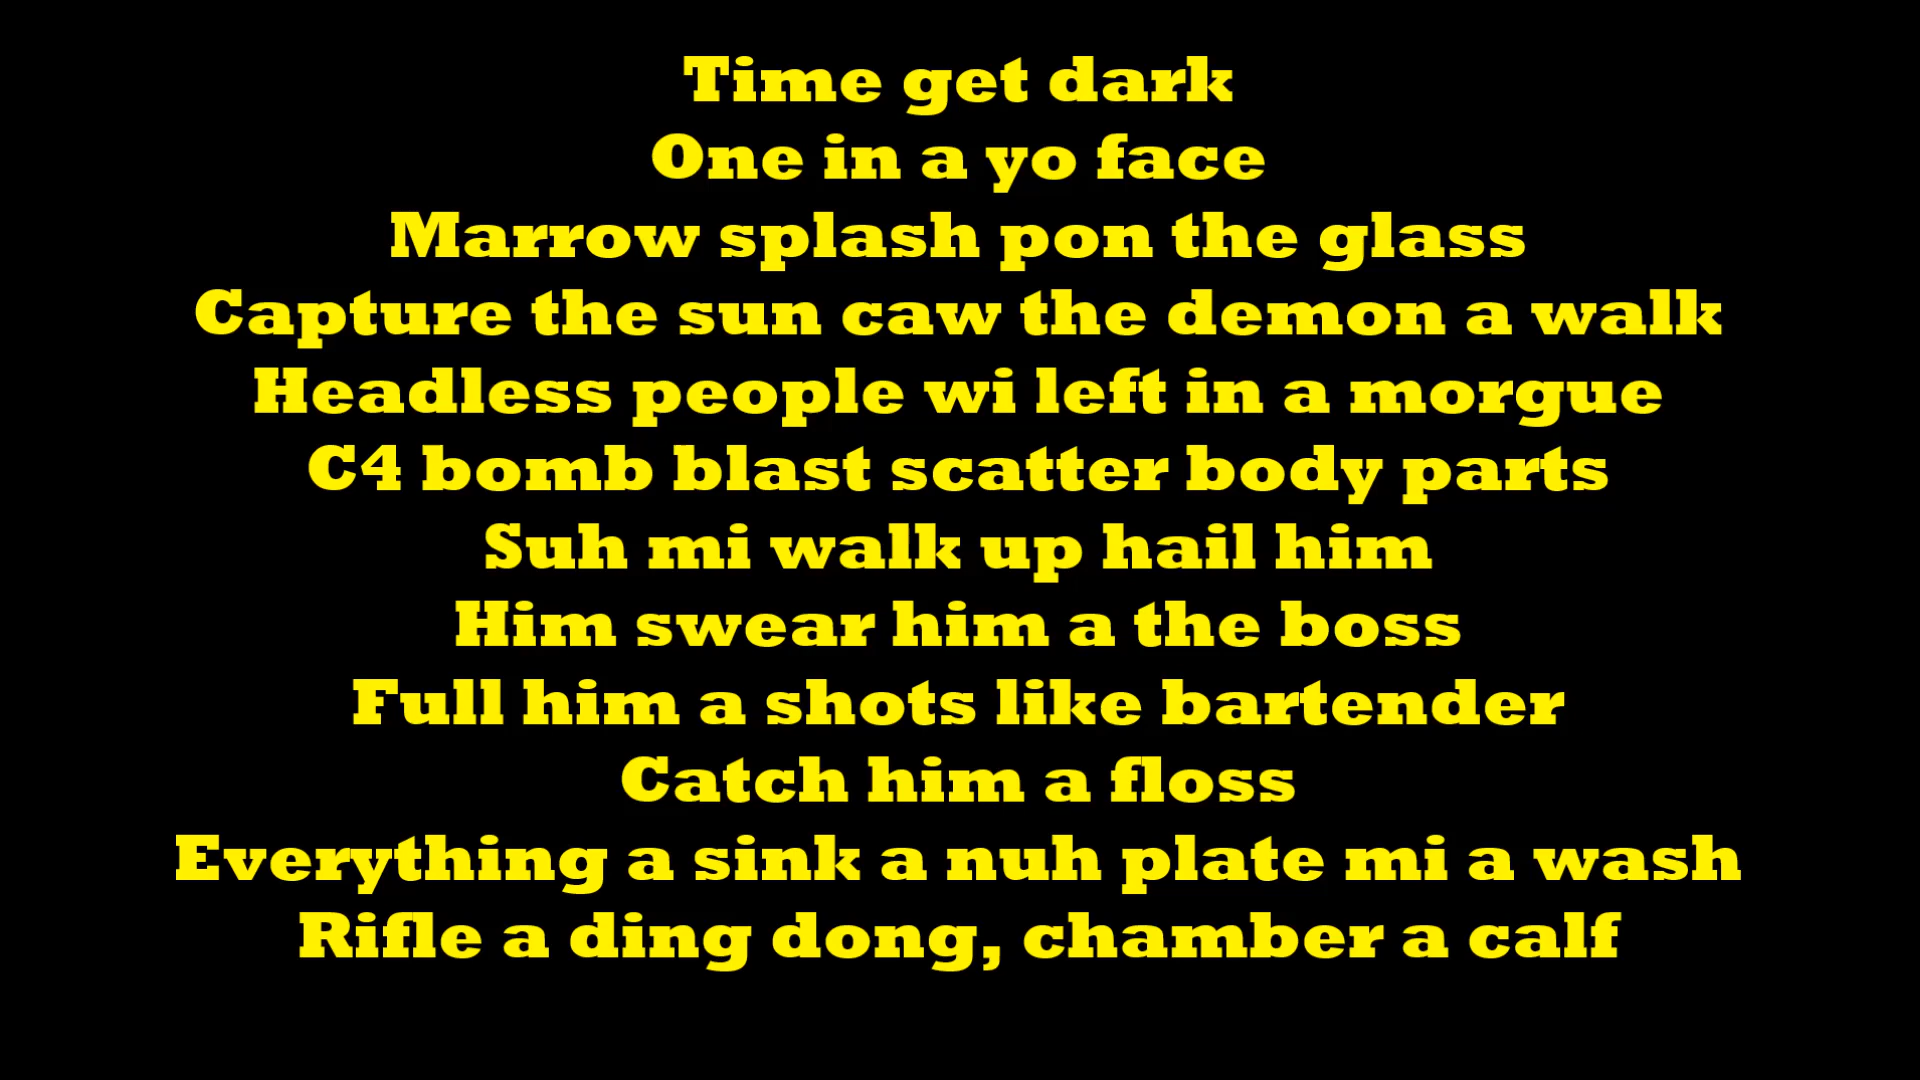 Time get dark
One in a yo face
Marrow splash pon the glass
Capture the sun caw the demon a walk
Headless people wi left in a morgue
C4 bomb blast scatter body parts
Suh mi walk up hail him
Him swear him a the boss
Full him a shots like bartender
Catch him a floss
Everything a sink a nuh plate mi a wash
Rifle a ding dong, chamber a calf